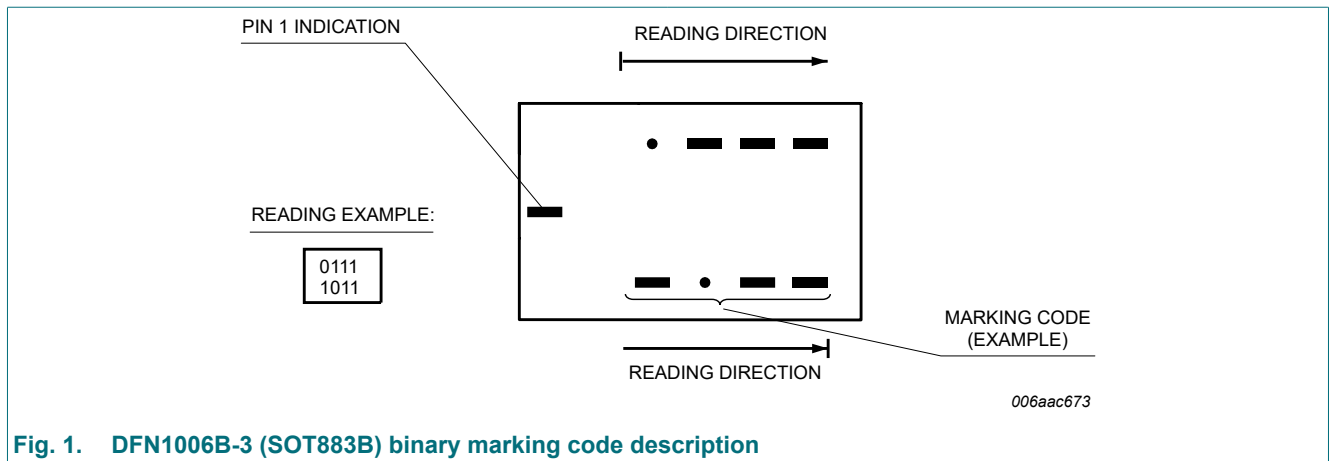 PIN 1 INDICATION
READING DIRECTION
READING EXAMPLE:
0111
1011
MARKING CODE
(EXAMPLE)
READING DIRECTION
006aac673
Fig. 1. DFN1006B-3 (SOT883B) binary marking code description